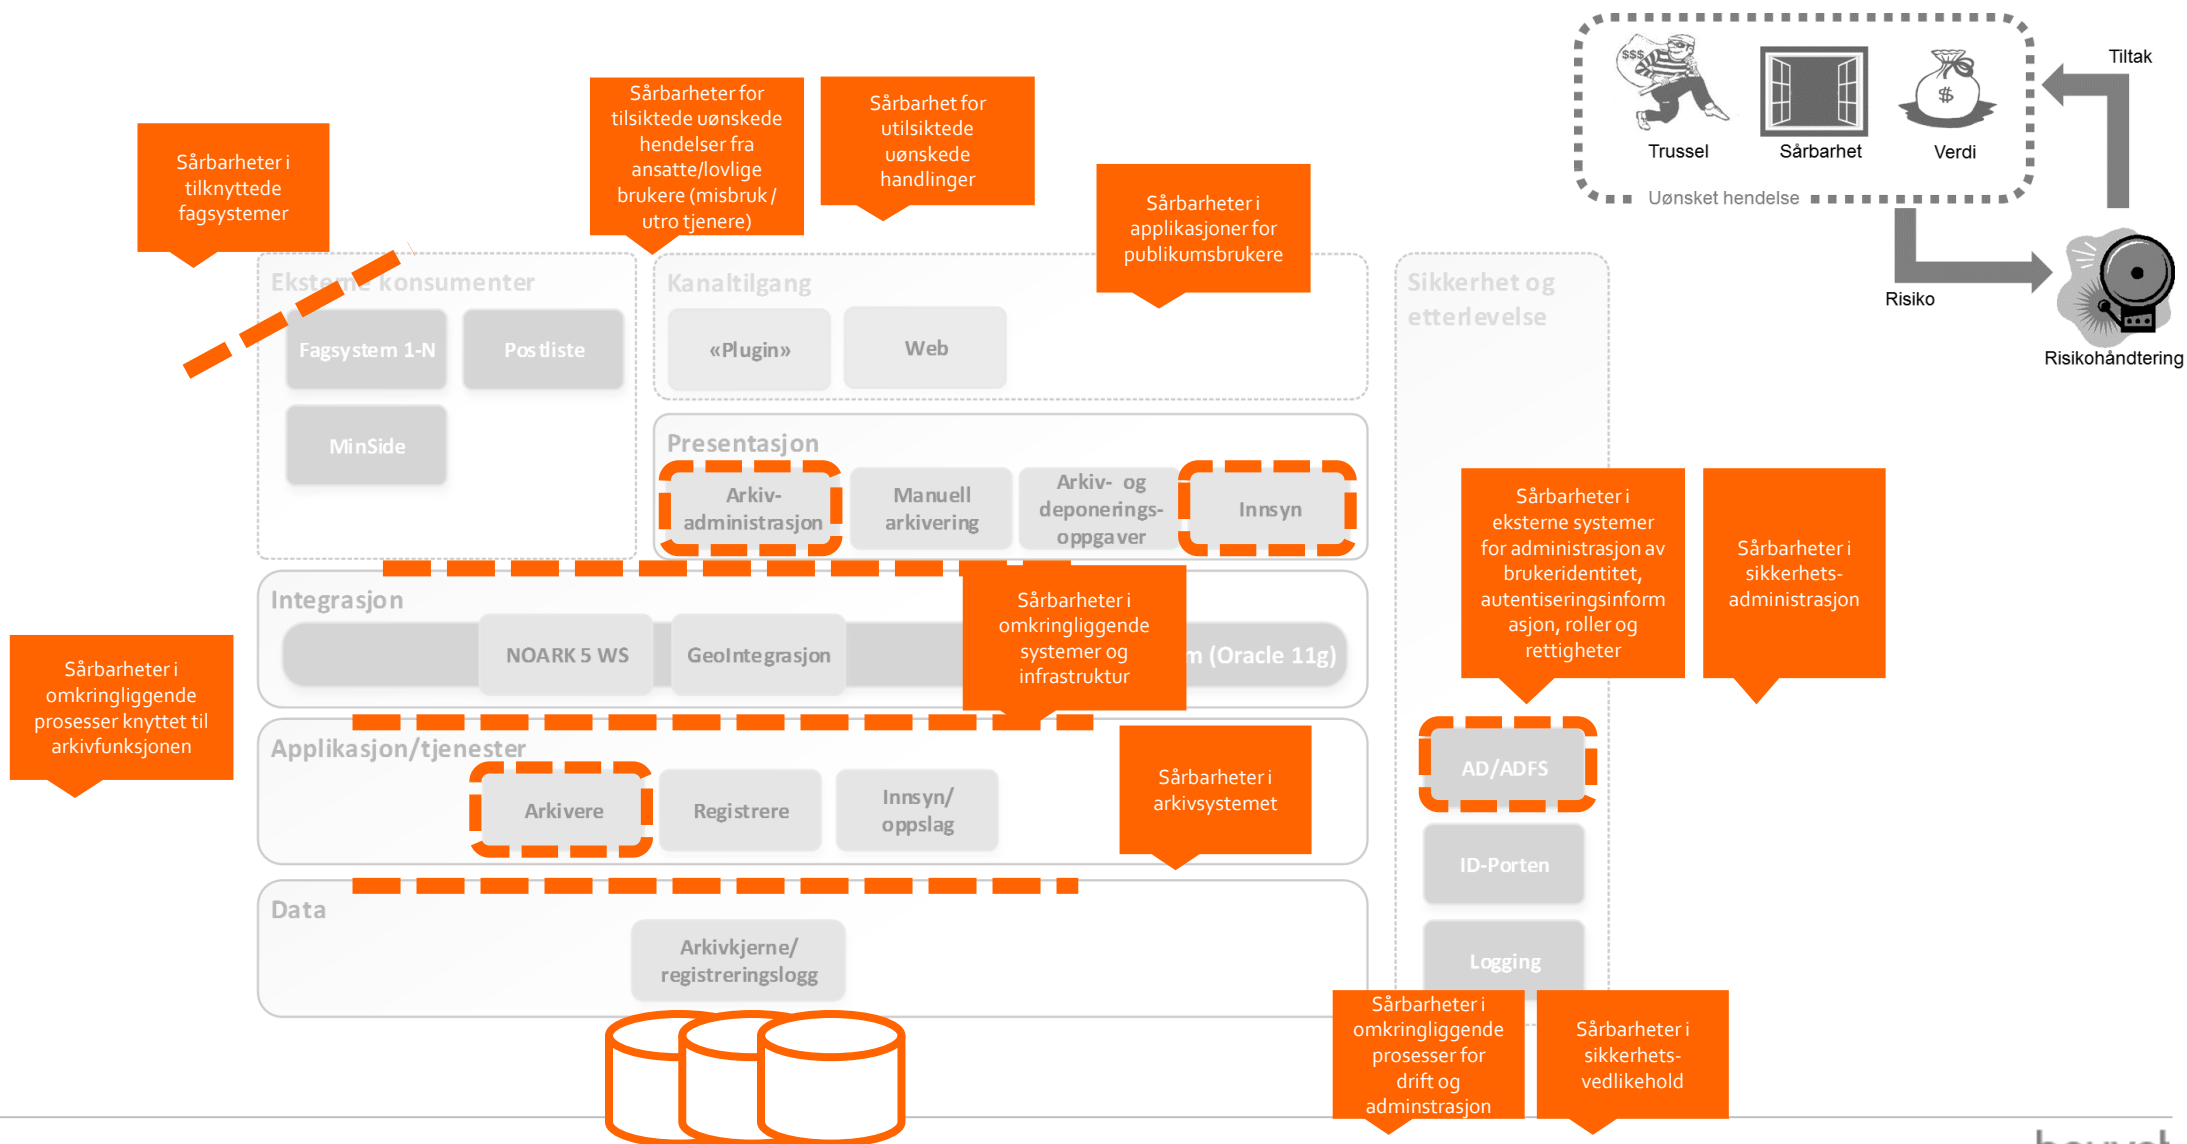 Tiltak
Trussel
Sårbarhet
Verdi
Uønsket hendelse
Risiko
Risikohåndtering
Sårbarheter i
tilknyttede
fagsystemer
Sårbarheter for
tilsiktede uønskede
hendelser fra
ansatte/lovlige
brukere (misbruk /
utro tjenere)
Sårbarhet for
utilsiktede
uønskede
handlinger
Sårbarheter i
applikasjoner for
publikumsbrukere
Eksterne konsumenter
Fagsystem 1-N
Postliste
MinSide
Kanaltilgang
«Plugin»
Web
Sikkerhet og
etterlevelse
Presentasjon
Arkiv-
administrasjon
Manuell
arkivering
Arkiv- og
deponerings-
oppgaver
Innsyn
Sårbarheter i
eksterne systemer
for administrasjon av
brukeridentitet,
autentiseringsinform
asjon, roller og
rettigheter
Sårbarheter i
sikkerhets-
administrasjon
Integrasjon
NOARK 5 WS
GeoIntegrasjon
(Oracle 11g)
Sårbarheter i
omkringliggende
systemer og
infrastruktur
Sårbarheter i
omkringliggende
prosesser knyttet til
arkivfunksjonen
Applikasjon/tjenester
Arkivere
Registrere
Innsyn/
oppslag
Sårbarheter i
arkivsystemet
AD/ADFS
ID-Porten
Logging
Data
Arkivkjerne/
registreringslogg
Sårbarheter i
omkringliggende
prosesser for
drift og
adminstrasjon
Sårbarheter i
sikkerhets-
vedlikehold